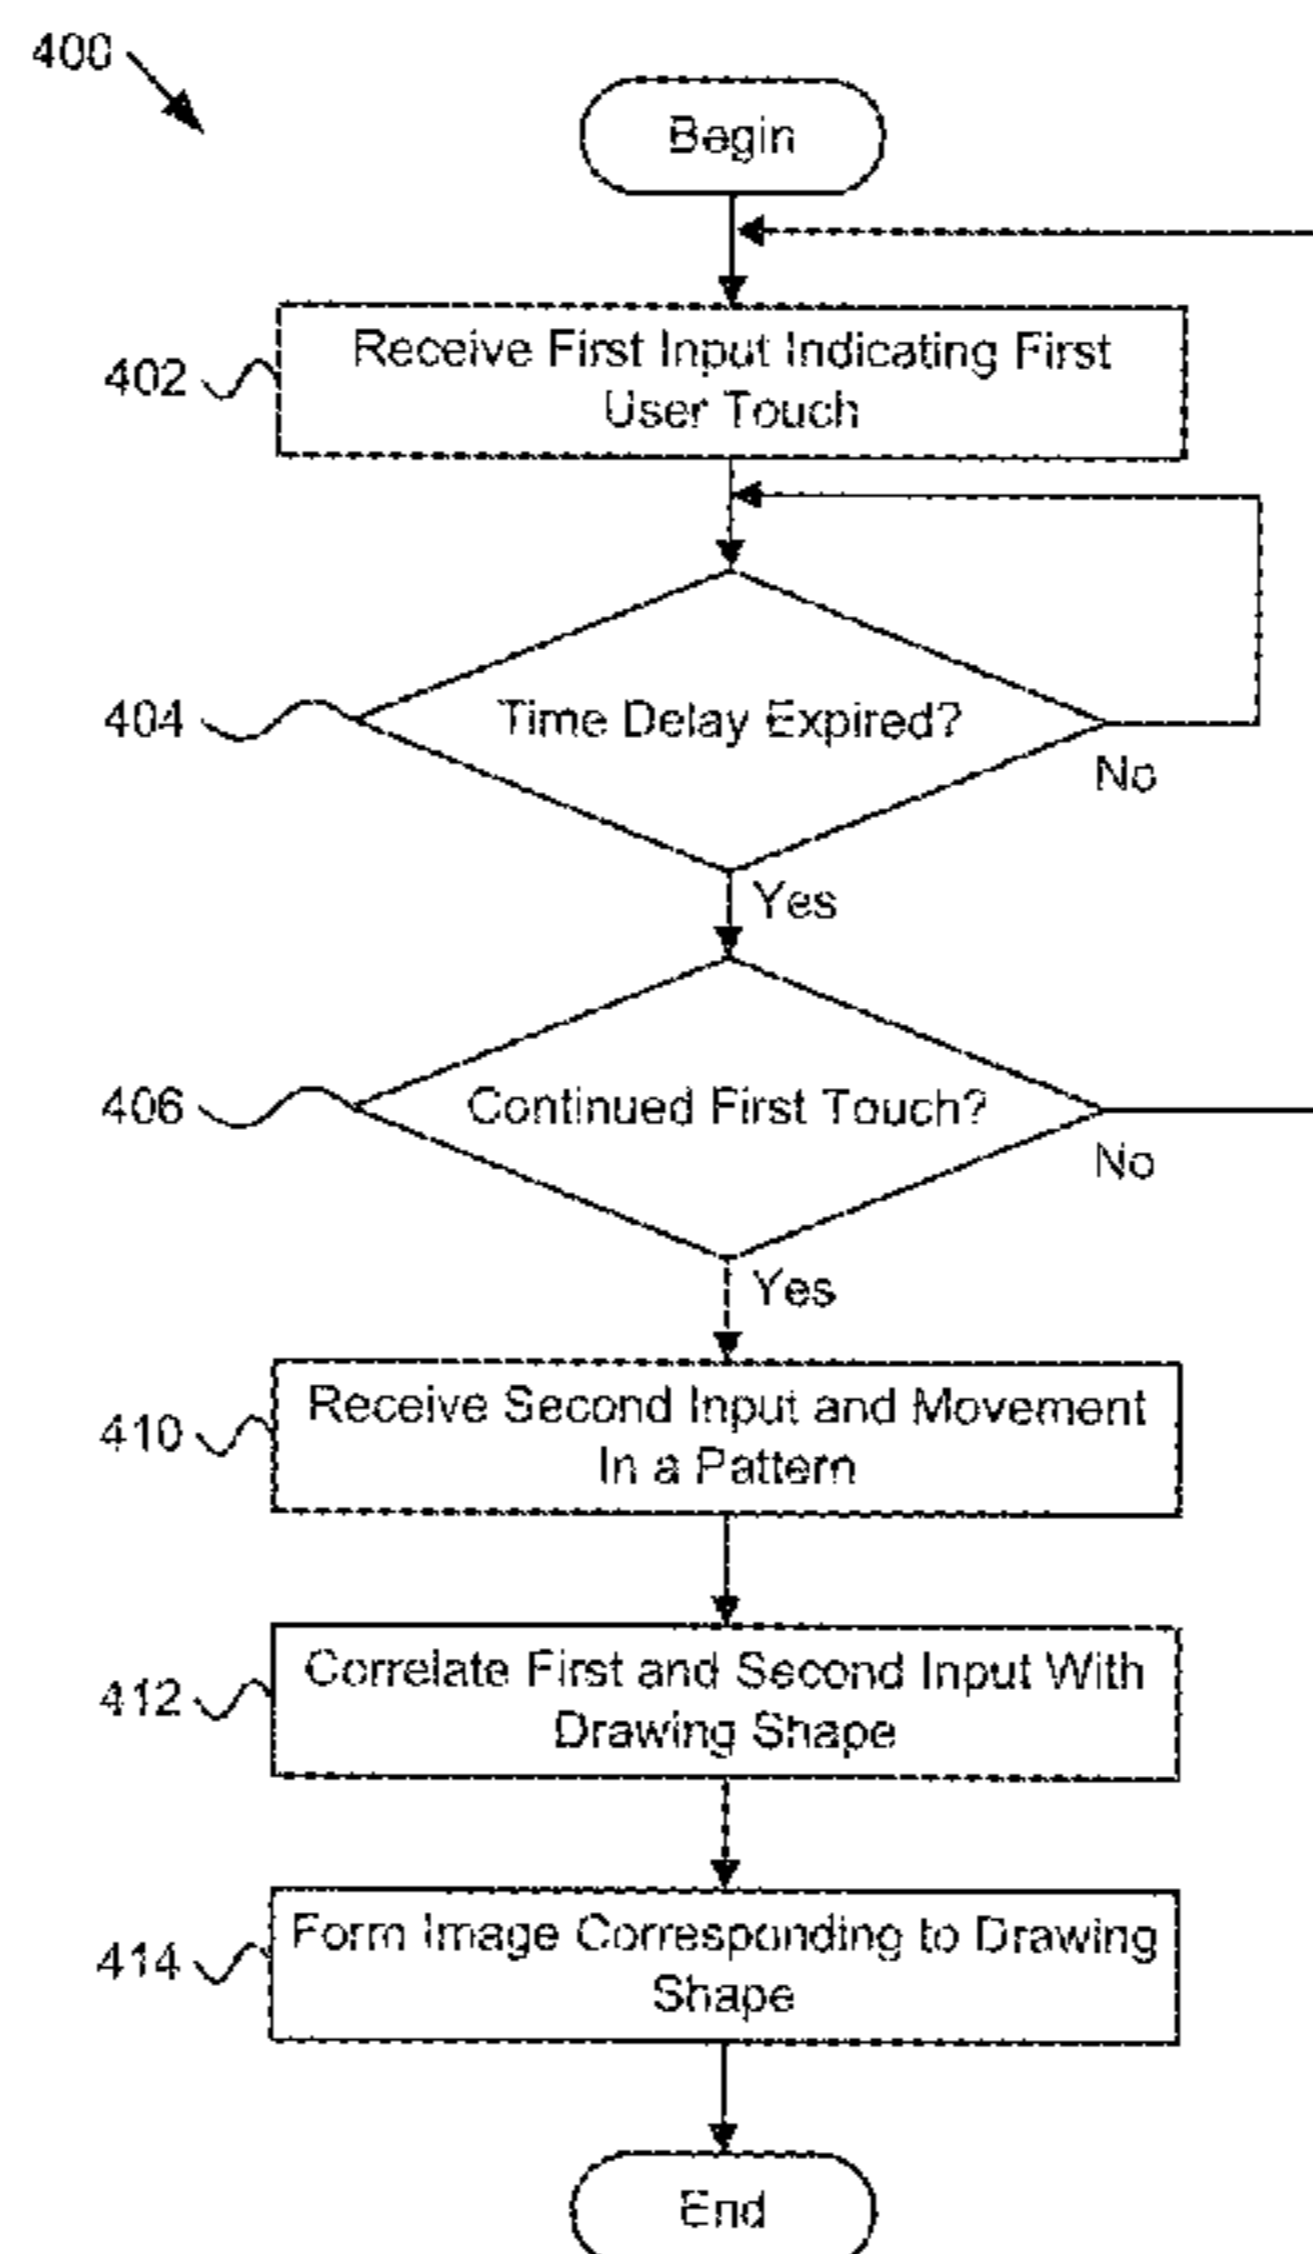 400
Begin
402
Receive First Input Indicating First
User Touch
404
Time Delay Expired?
No
Yes
406
Continued First Touch?
No
Yes
410
Receive Second Input and Movement
In a Pattern
412
Correlate First and Second Input With
Drawing Shape
414
Form Image Corresponding to Drawing
Shape
End